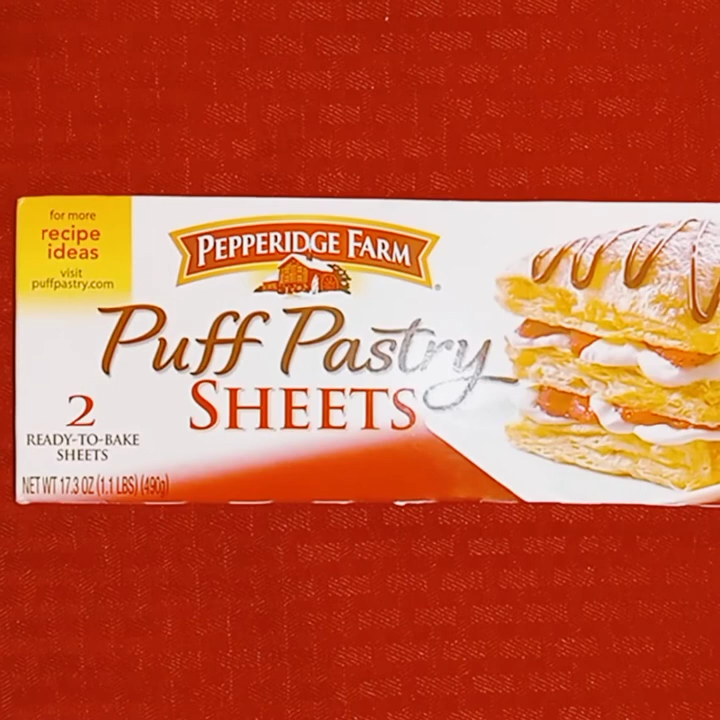 for more
recipe
ideas
visit
puffpastry.com
PEPPERIDGE FARM
Puff Pastry
SHEETS
2
READY-TO-BAKE
SHEETS
NET WT 17.3 OZ (1.1 LBS) (490g)